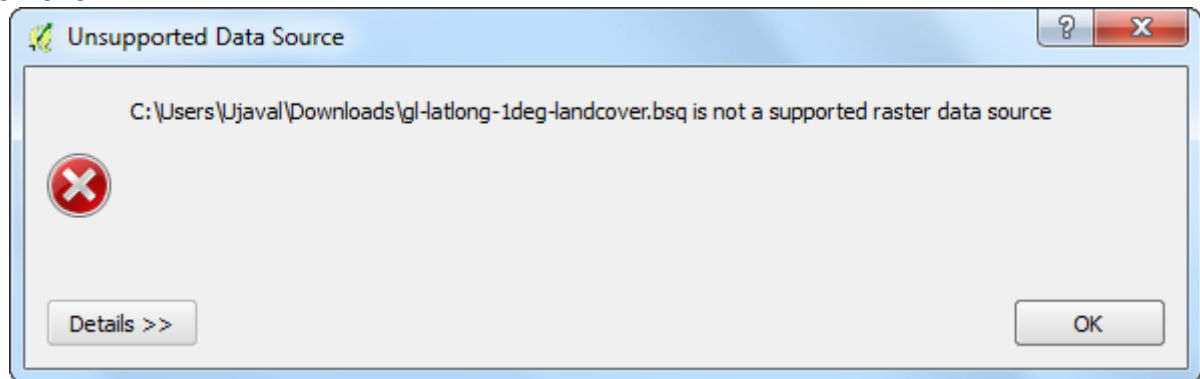 Unsupported Data Source
C:\Users\Ujaval\Downloads\gl-latlong-1deg-landcover.bsq is not a supported raster data source
Details >>
OK